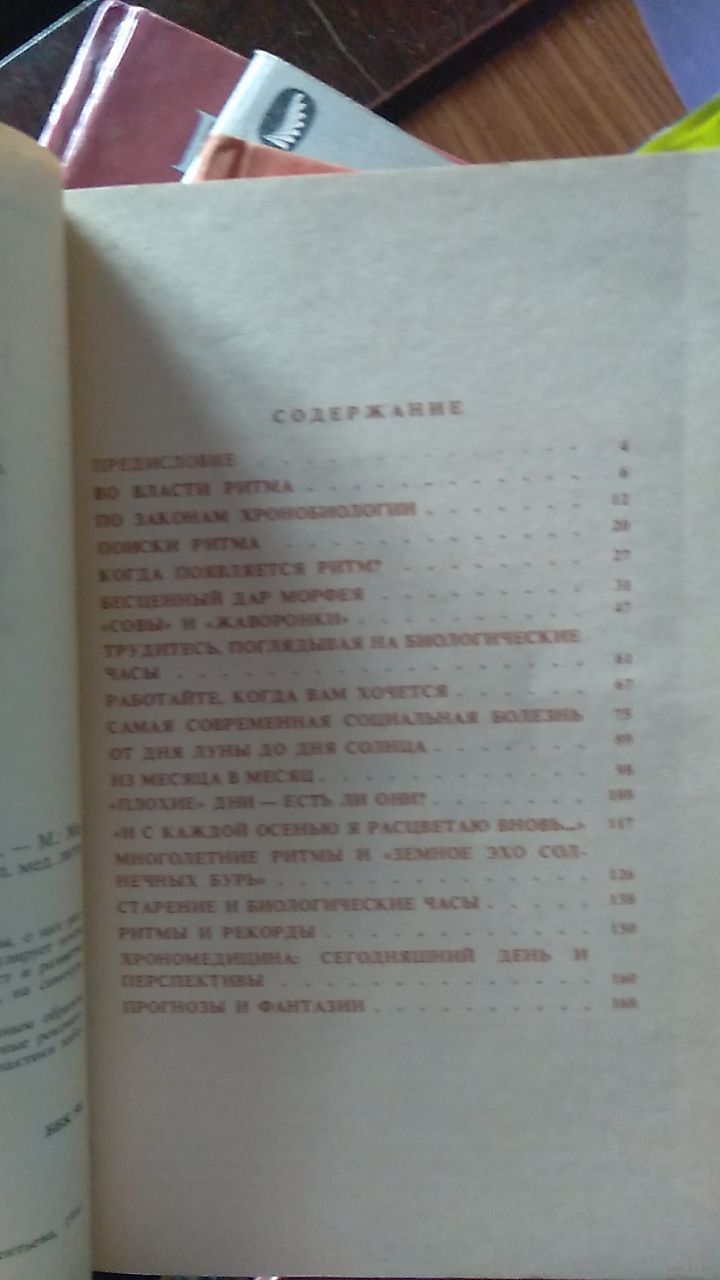 СОДЕРЖАНИЕ
ПРЕДИСЛОВИЕ . . . . . . . . . . . . 4
ВО ВЛАСТИ РИТМА . . . . . . . . . . 6
ПО ЗАКОНАМ ХРОНОБИОЛОГИИ . . . . . . 12
ПОИСКИ РИТМА . . . . . . . . . . . 20
КОГДА ПОЯВЛЯЕТСЯ РИТМ? . . . . . . . 27
БЕСЦЕННЫЙ ДАР МОРФЕЯ . . . . . . . . 31
«СОВЫ» И «ЖАВОРОНКИ» . . . . . . . . 47
ТРУДИТЕСЬ, ПОГЛЯДЫВАЯ НА БИОЛОГИЧЕСКИЕ
ЧАСЫ . . . . . . . . . . . . . . 61
РАБОТАЙТЕ, КОГДА ВАМ ХОЧЕТСЯ . . . . . 67
САМАЯ СОВРЕМЕННАЯ СОЦИАЛЬНАЯ БОЛЕЗНЬ 75
ОТ ДНЯ ЛУНЫ ДО ДНЯ СОЛНЦА . . . . . . 89
ИЗ МЕСЯЦА В МЕСЯЦ . . . . . . . . . 98
«ПЛОХИЕ» ДНИ — ЕСТЬ ЛИ ОНИ? . . . . . 108
«И С КАЖДОЙ ОСЕНЬЮ Я РАСЦВЕТАЮ ВНОВЬ...» 117
МНОГОЛЕТНИЕ РИТМЫ И «ЗЕМНОЕ ЭХО СОЛ-
НЕЧНЫХ БУРЬ» . . . . . . . . . . . 126
СТАРЕНИЕ И БИОЛОГИЧЕСКИЕ ЧАСЫ . . . . 138
РИТМЫ И РЕКОРДЫ . . . . . . . . . . 150
ХРОНОМЕДИЦИНА: СЕГОДНЯШНИЙ ДЕНЬ И
ПЕРСПЕКТИВЫ . . . . . . . . . . . 160
ПРОГНОЗЫ И ФАНТАЗИИ . . . . . . . . 168
— М.:
мед.
о них
ББК